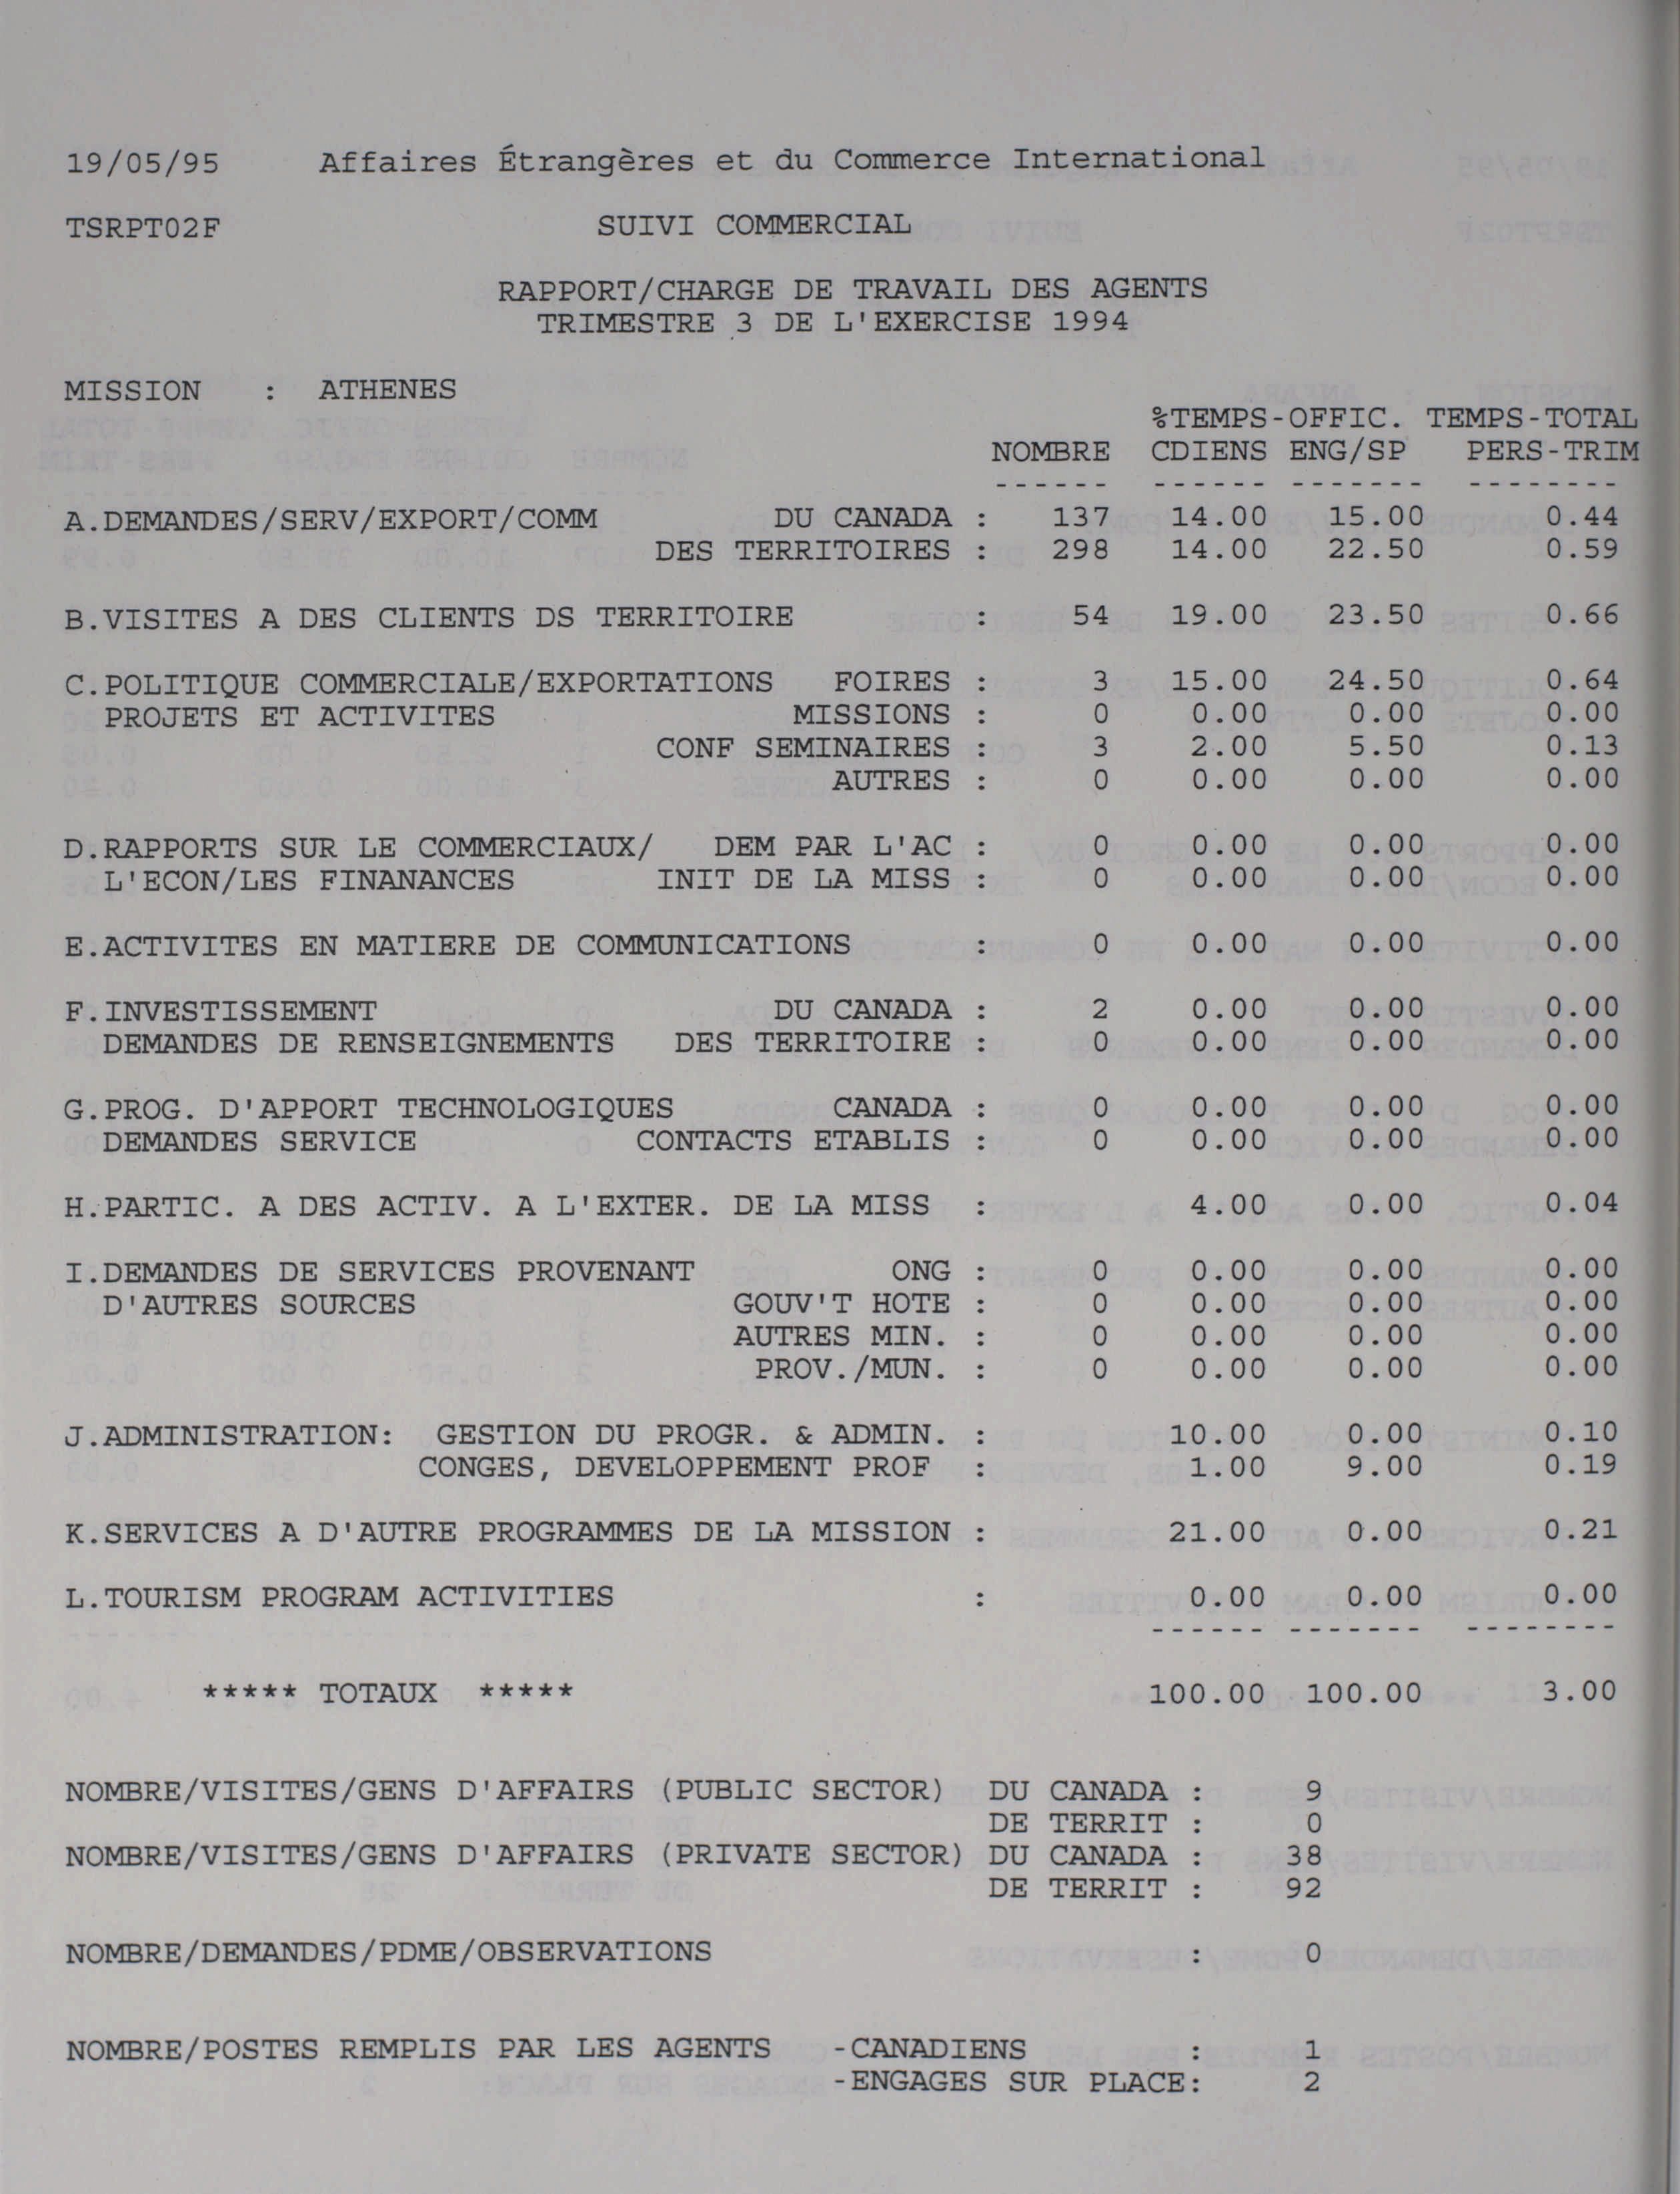 19/05/95 Affaires Étrangères et du Commerce International
TSRPT02F SUIVI COMMERCIAL
RAPPORT/CHARGE DE TRAVAIL DES AGENTS
TRIMESTRE 3 DE L'EXERCISE 1994
MISSION : ATHENES
%TEMPS-OFFIC. TEMPS-TOTAL
NOMBRE CDIENS ENG/SP PERS-TRIM
------ ------ ------- --------
A.DEMANDES/SERV/EXPORT/COMM DU CANADA : 137 14.00 15.00 0.44
DES TERRITOIRES : 298 14.00 22.50 0.59
B.VISITES A DES CLIENTS DS TERRITOIRE : 54 19.00 23.50 0.66
C.POLITIQUE COMMERCIALE/EXPORTATIONS FOIRES : 3 15.00 24.50 0.64
PROJETS ET ACTIVITES MISSIONS : 0 0.00 0.00 0.00
CONF SEMINAIRES : 3 2.00 5.50 0.13
AUTRES : 0 0.00 0.00 0.00
D.RAPPORTS SUR LE COMMERCIAUX/ DEM PAR L'AC : 0 0.00 0.00 0.00
L'ECON/LES FINANANCES INIT DE LA MISS : 0 0.00 0.00 0.00
E.ACTIVITES EN MATIERE DE COMMUNICATIONS : 0 0.00 0.00 0.00
F.INVESTISSEMENT DU CANADA : 2 0.00 0.00 0.00
DEMANDES DE RENSEIGNEMENTS DES TERRITOIRE : 0 0.00 0.00 0.00
G.PROG. D'APPORT TECHNOLOGIQUES CANADA : 0 0.00 0.00 0.00
DEMANDES SERVICE CONTACTS ETABLIS : 0 0.00 0.00 0.00
H.PARTIC. A DES ACTIV. A L'EXTER. DE LA MISS : 4.00 0.00 0.04
I.DEMANDES DE SERVICES PROVENANT ONG : 0 0.00 0.00 0.00
D'AUTRES SOURCES GOUV'T HOTE : 0 0.00 0.00 0.00
AUTRES MIN. : 0 0.00 0.00 0.00
PROV./MUN. : 0 0.00 0.00 0.00
J.ADMINISTRATION: GESTION DU PROGR. & ADMIN. : 10.00 0.00 0.10
CONGES, DEVELOPPEMENT PROF : 1.00 9.00 0.19
K.SERVICES A D'AUTRE PROGRAMMES DE LA MISSION : 21.00 0.00 0.21
L.TOURISM PROGRAM ACTIVITIES : 0.00 0.00 0.00
------ ------- --------
***** TOTAUX ***** 100.00 100.00 3.00
NOMBRE/VISITES/GENS D'AFFAIRS (PUBLIC SECTOR) DU CANADA : 9
DE TERRIT : 0
NOMBRE/VISITES/GENS D'AFFAIRS (PRIVATE SECTOR) DU CANADA : 38
DE TERRIT : 92
NOMBRE/DEMANDES/PDME/OBSERVATIONS : 0
NOMBRE/POSTES REMPLIS PAR LES AGENTS -CANADIENS : 1
-ENGAGES SUR PLACE: 2